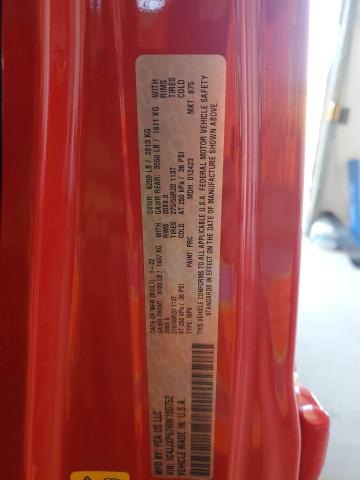 MFD BY: FCA US LLC
DATE OF MFR (BUILT): 1-22
GVWR: 6200 LB / 2813 KG
GAWR FRONT: 3100 LB / 1407 KG WITH
GAWR REAR: 3550 LB / 1611 KG WITH
20X8.0 RIMS
20X8.0 RIMS
275/55R20 113T TIRES
275/55R20 113T TIRES
AT 250 kPa / 36 PSI COLD
AT 250 kPa / 36 PSI COLD
TYPE: MPV PAINT: PRC MDH: 012423 MKT: 875
THIS VEHICLE CONFORMS TO ALL APPLICABLE U.S.A. FEDERAL MOTOR VEHICLE SAFETY
STANDARDS IN EFFECT ON THE DATE OF MANUFACTURE SHOWN ABOVE.
VEHICLE MADE IN U.S.A.